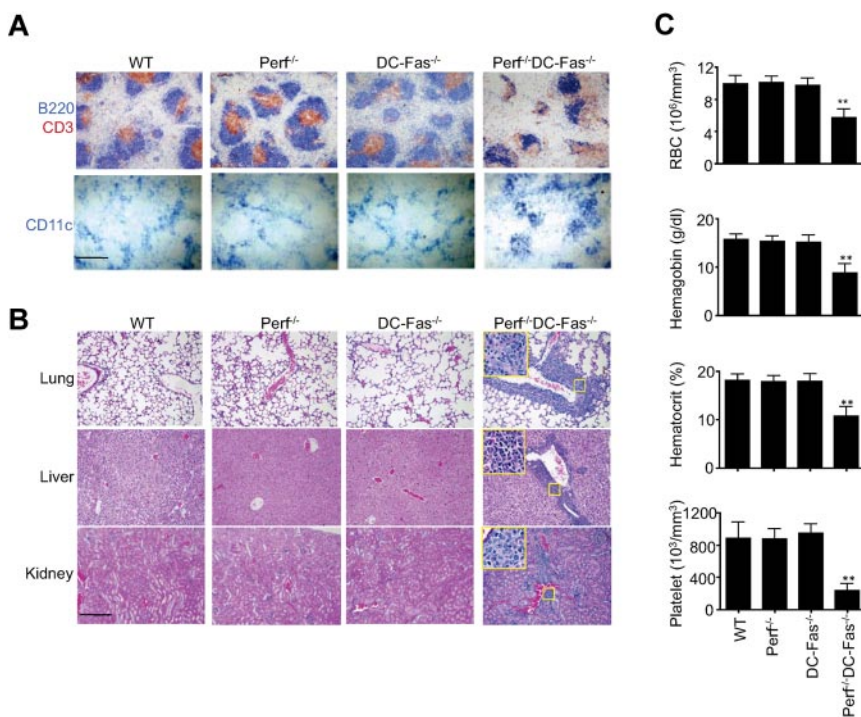 A
WT Perf-/- DC-Fas-/- Perf-/-DC-Fas-/-
B220
CD3
CD11c
B
WT Perf-/- DC-Fas-/- Perf-/-DC-Fas-/-
Lung
Liver
Kidney
C
RBC (10⁶/mm³)
12
8
4
0
**
Hemagobin (g/dl)
20
10
0
**
Hematocrit (%)
20
10
0
**
Platelet (10³/mm³)
1200
800
400
0
**
WT
Perf-/-
DC-Fas-/-
Perf-/-DC-Fas-/-